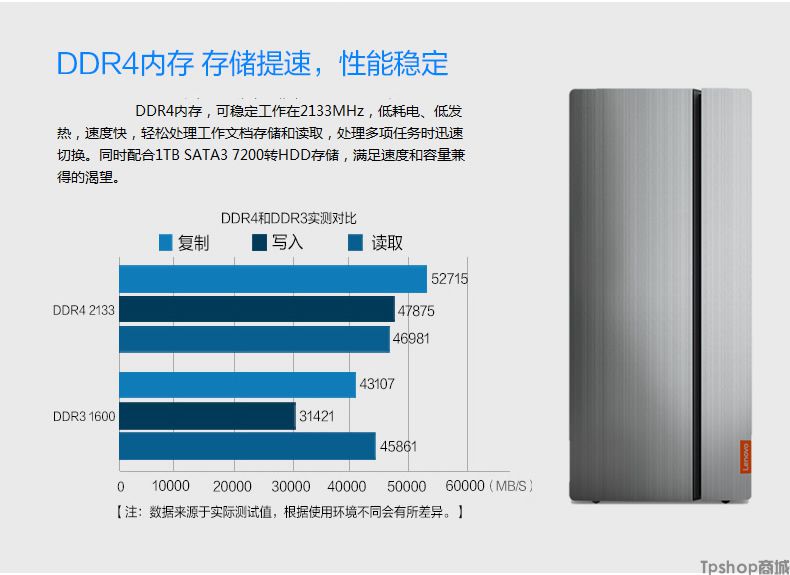 DDR4内存 存储提速，性能稳定
DDR4内存，可稳定工作在2133MHz，低耗电、低发
热，速度快，轻松处理工作文档存储和读取，处理多项任务时迅速
切换。同时配合1TB SATA3 7200转HDD存储，满足速度和容量兼
得的渴望。
DDR4和DDR3实测对比
复制 写入 读取
52715
DDR4 2133 47875
46981
43107
DDR3 1600 31421
45861
0 10000 20000 30000 40000 50000 60000（MB/S）
【注：数据来源于实际测试值，根据使用环境不同会有所差异。】
Lenovo
Tpshop商城